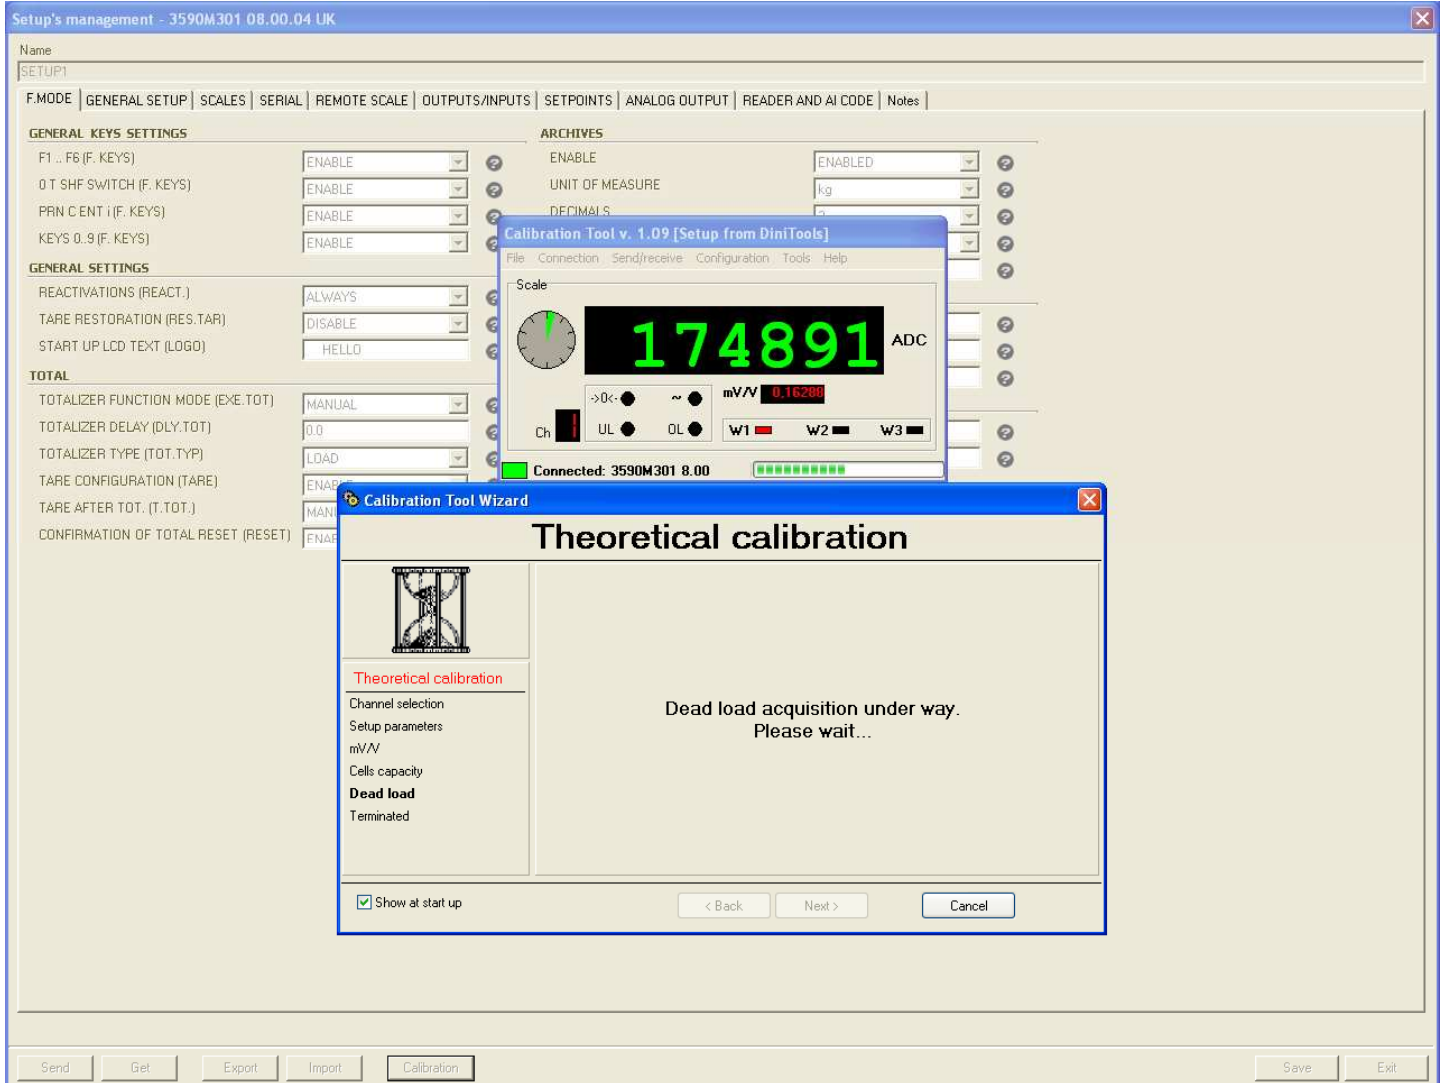 Setup's management - 3590M301 08.00.04 UK
Name
SETUP1
F.MODE GENERAL SETUP SCALES SERIAL REMOTE SCALE OUTPUTS/INPUTS SETPOINTS ANALOG OUTPUT READER AND AI CODE Notes
GENERAL KEYS SETTINGS
F1 .. F6 (F. KEYS) ENABLE
0 T SHF SWITCH (F. KEYS) ENABLE
PRN C ENT i (F. KEYS) ENABLE
KEYS 0..9 (F. KEYS) ENABLE
GENERAL SETTINGS
REACTIVATIONS (REACT.) ALWAYS
TARE RESTORATION (RES.TAR) DISABLE
START UP LCD TEXT (LOGO) HELLO
TOTAL
TOTALIZER FUNCTION MODE (EXE.TOT) MANUAL
TOTALIZER DELAY (DLY.TOT) 0.0
TOTALIZER TYPE (TOT.TYP) LOAD
TARE CONFIGURATION (TARE)
TARE AFTER TOT. (T.TOT.)
CONFIRMATION OF TOTAL RESET (RESET)
ARCHIVES
ENABLE ENABLED
UNIT OF MEASURE kg
DECIMALS
Calibration Tool v. 1.09 [Setup from DiniTools]
File Connection Send/receive Configuration Tools Help
Scale
174891 ADC
->0<- ~ mV/V 0,16288
Ch 1 UL OL W1 W2 W3
Connected: 3590M301 8.00
Calibration Tool Wizard
Theoretical calibration
Theoretical calibration
Channel selection
Setup parameters
mV/V
Cells capacity
Dead load
Terminated
Dead load acquisition under way.
Please wait...
Show at start up
< Back Next > Cancel
Send Get Export Import Calibration Save Exit